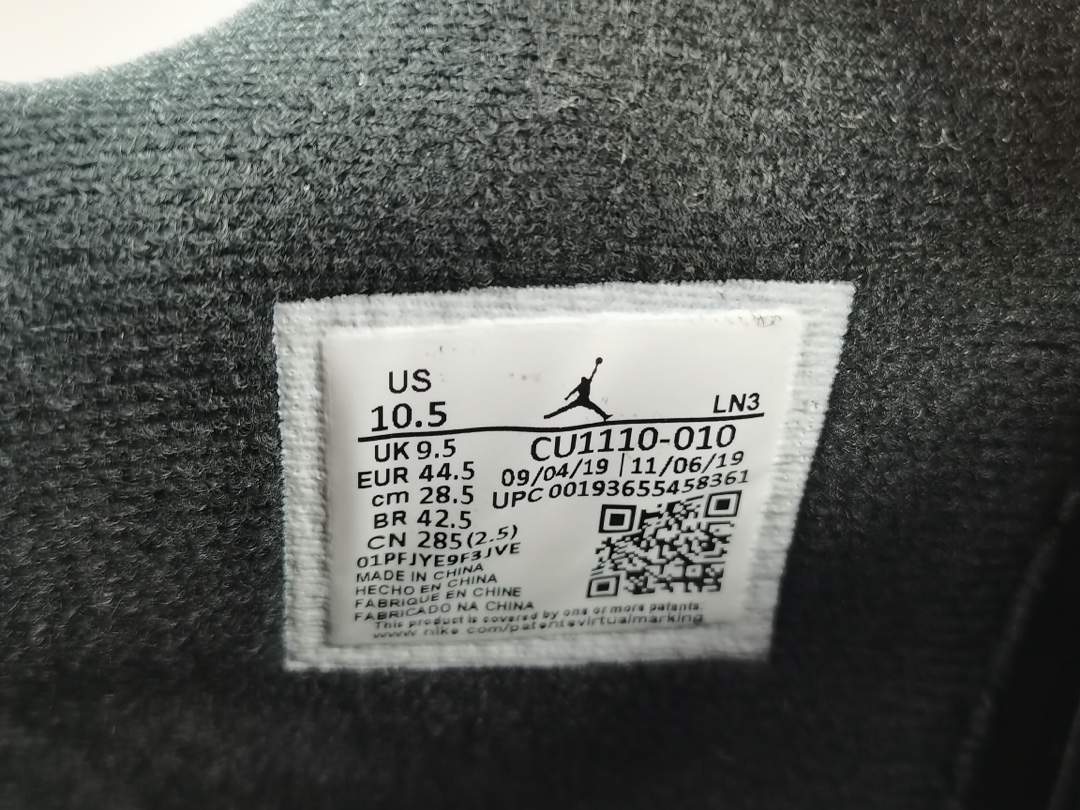 US
10.5
LN3
UK 9.5
CU1110-010
EUR 44.5
09/04/19 | 11/06/19
cm 28.5
UPC 00193655458361
BR 42.5
CN 285(2.5)
01PFJYE9F3JVE
MADE IN CHINA
HECHO EN CHINA
FABRIQUE EN CHINE
FABRICADO NA CHINA
This product is covered by one or more patents.
www.nike.com/patentsvirtualmarking